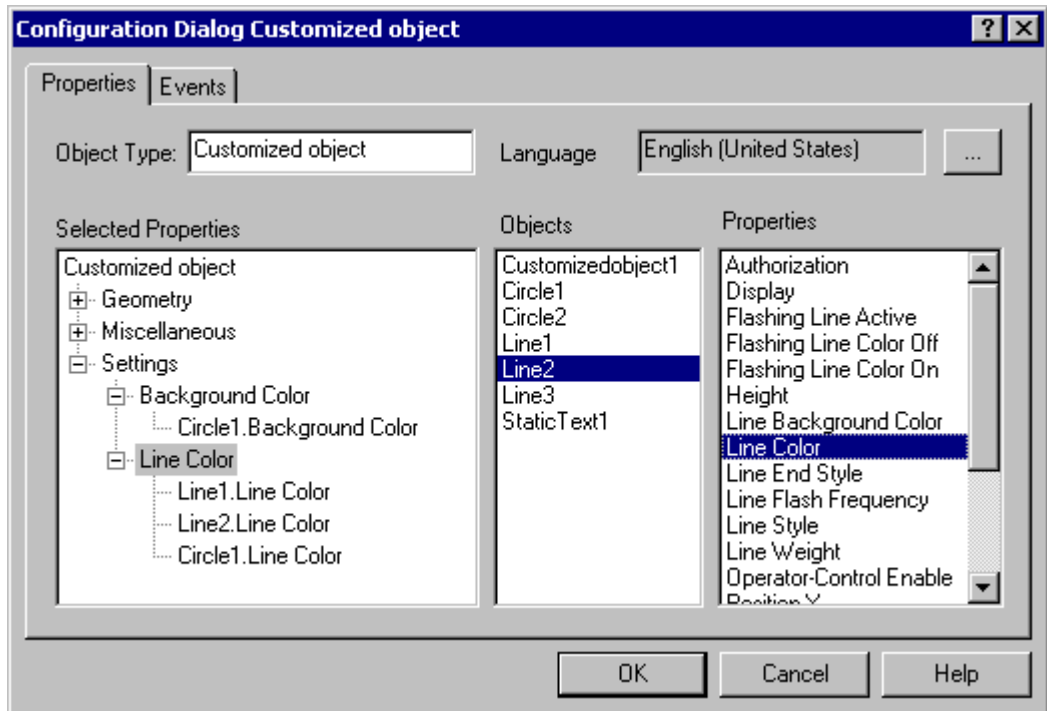 Configuration Dialog Customized object
Properties
Events
Object Type:
Customized object
Language
English (United States)
...
Selected Properties
Customized object
Geometry
Miscellaneous
Settings
Background Color
Circle1.Background Color
Line Color
Line1.Line Color
Line2.Line Color
Circle1.Line Color
Objects
Customizedobject1
Circle1
Circle2
Line1
Line2
Line3
StaticText1
Properties
Authorization
Display
Flashing Line Active
Flashing Line Color Off
Flashing Line Color On
Height
Line Background Color
Line Color
Line End Style
Line Flash Frequency
Line Style
Line Weight
Operator-Control Enable
Position
OK
Cancel
Help